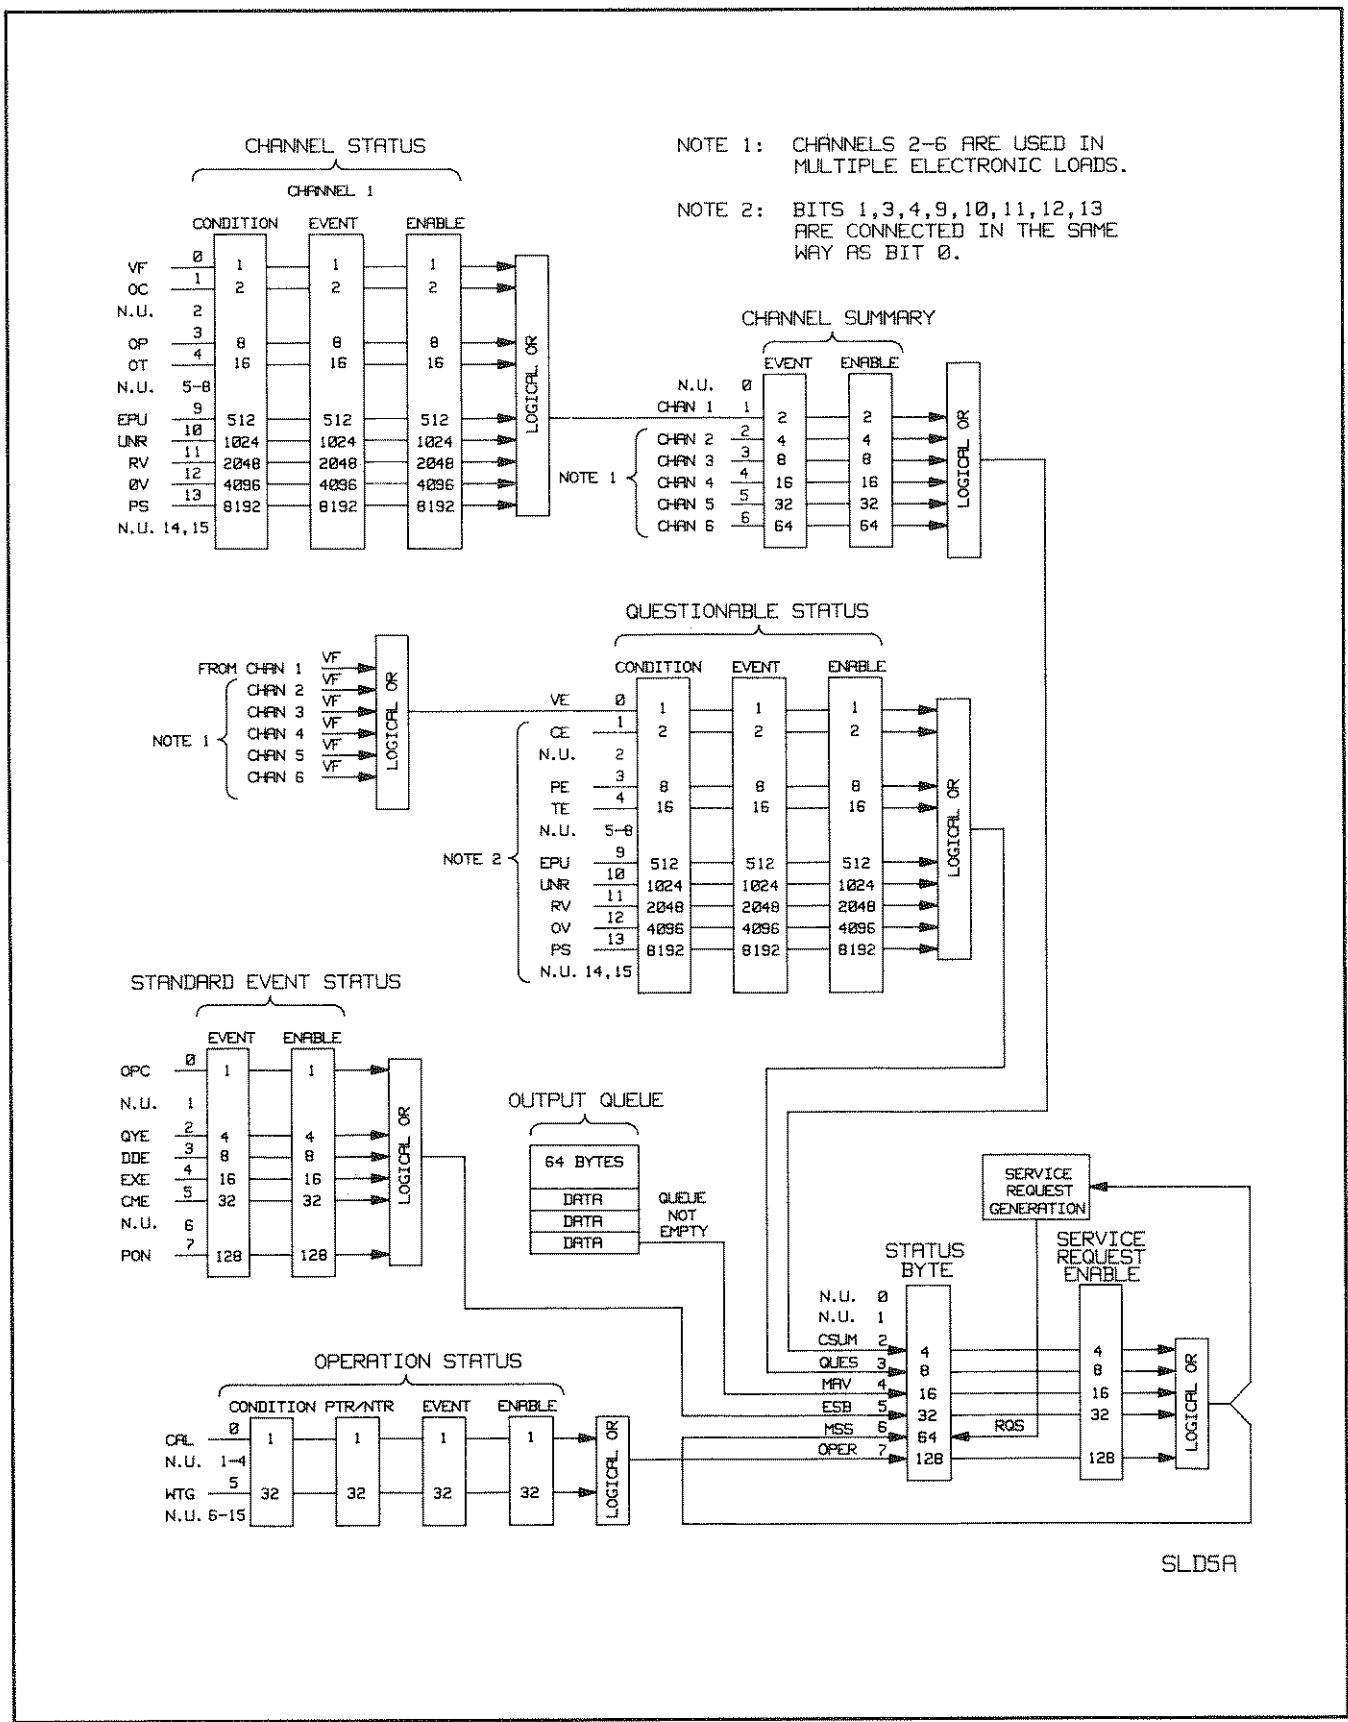 CHANNEL STATUS
CHANNEL 1
CONDITION EVENT ENABLE
VF 0 1 1 1
OC 1 2 2 2
N.U. 2
OP 3 8 8 8
OT 4 16 16 16
N.U. 5-8
EPU 9 512 512 512
UNR 10 1024 1024 1024
RV 11 2048 2048 2048
0V 12 4096 4096 4096
PS 13 8192 8192 8192
N.U. 14,15
LOGICAL OR
NOTE 1: CHANNELS 2-6 ARE USED IN
MULTIPLE ELECTRONIC LOADS.
NOTE 2: BITS 1,3,4,9,10,11,12,13
ARE CONNECTED IN THE SAME
WAY AS BIT 0.
CHANNEL SUMMARY
EVENT ENABLE
N.U. 0
CHAN 1 1 2 2
CHAN 2 2 4 4
CHAN 3 3 8 8
NOTE 1 CHAN 4 4 16 16
CHAN 5 5 32 32
CHAN 6 6 64 64
LOGICAL OR
FROM CHAN 1 VF
CHAN 2 VF
CHAN 3 VF
NOTE 1 CHAN 4 VF
CHAN 5 VF
CHAN 6 VF
LOGICAL OR
QUESTIONABLE STATUS
CONDITION EVENT ENABLE
VE 0 1 1 1
CE 1 2 2 2
N.U. 2
PE 3 8 8 8
TE 4 16 16 16
N.U. 5-8
NOTE 2 EPU 9 512 512 512
UNR 10 1024 1024 1024
RV 11 2048 2048 2048
OV 12 4096 4096 4096
PS 13 8192 8192 8192
N.U. 14,15
LOGICAL OR
STANDARD EVENT STATUS
EVENT ENABLE
OPC 0 1 1
N.U. 1
QYE 2 4 4
DDE 3 8 8
EXE 4 16 16
CME 5 32 32
N.U. 6
PON 7 128 128
LOGICAL OR
OUTPUT QUEUE
64 BYTES
DATA
DATA
DATA
QUEUE
NOT
EMPTY
OPERATION STATUS
CONDITION PTR/NTR EVENT ENABLE
CAL 0 1 1 1 1
N.U. 1-4
WTG 5 32 32 32 32
N.U. 6-15
LOGICAL OR
SERVICE
REQUEST
GENERATION
STATUS
BYTE
SERVICE
REQUEST
ENABLE
N.U. 0
N.U. 1
CSUM 2 4 4
QUES 3 8 8
MAV 4 16 16
ESB 5 32 32
MSS 6 64 RQS
OPER 7 128 128
LOGICAL OR
SLD5A